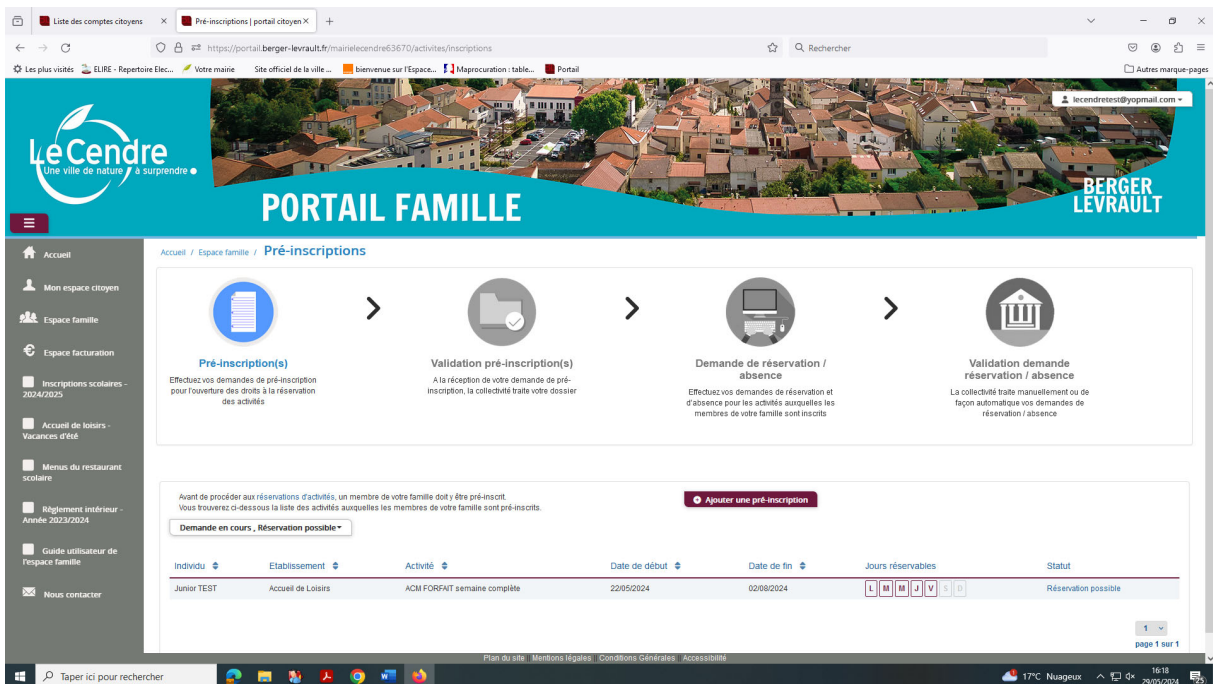 Liste des comptes citoyens
Pré-inscriptions | portail citoyen
https://portail.berger-levrault.fr/mairielecendre63670/activites/inscriptions
Rechercher
Les plus visités
ELIRE - Repertoire Elec...
Votre mairie
Site officiel de la ville ...
bienvenue sur l'Espace...
Maprocuration : table...
Portail
Autres marque-pages
lecendretest@yopmail.com
Le Cendre
Une ville de nature à surprendre
PORTAIL FAMILLE
BERGER
LEVRAULT
Accueil
Mon espace citoyen
Espace famille
Espace facturation
Inscriptions scolaires -
2024/2025
Accueil de loisirs -
Vacances d'été
Menus du restaurant
scolaire
Règlement intérieur -
Année 2023/2024
Guide utilisateur de
l'espace famille
Nous contacter
Accueil / Espace famille / Pré-inscriptions
Pré-inscription(s)
Effectuez vos demandes de pré-inscription
pour l'ouverture des droits à la réservation
des activités
Validation pré-inscription(s)
A la réception de votre demande de pré-
inscription, la collectivité traite votre dossier
Demande de réservation /
absence
Effectuez vos demandes de réservation et
d'absence pour les activités auxquelles les
membres de votre famille sont inscrits
Validation demande
réservation / absence
La collectivité traite manuellement ou de
façon automatique vos demandes de
réservation / absence
Avant de procéder aux réservations d'activités, un membre de votre famille doit y être pré-inscrit.
Vous trouverez ci-dessous la liste des activités auxquelles les membres de votre famille sont pré-inscrits.
Ajouter une pré-inscription
Demande en cours , Réservation possible
Individu Etablissement Activité Date de début Date de fin Jours réservables Statut
Junior TEST Accueil de Loisirs ACM FORFAIT semaine complète 22/05/2024 02/08/2024 L M M J V S D Réservation possible
1
page 1 sur 1
Plan du site | Mentions légales | Conditions Générales | Accessibilité
Taper ici pour rechercher
17°C Nuageux
16:18
29/05/2024
25